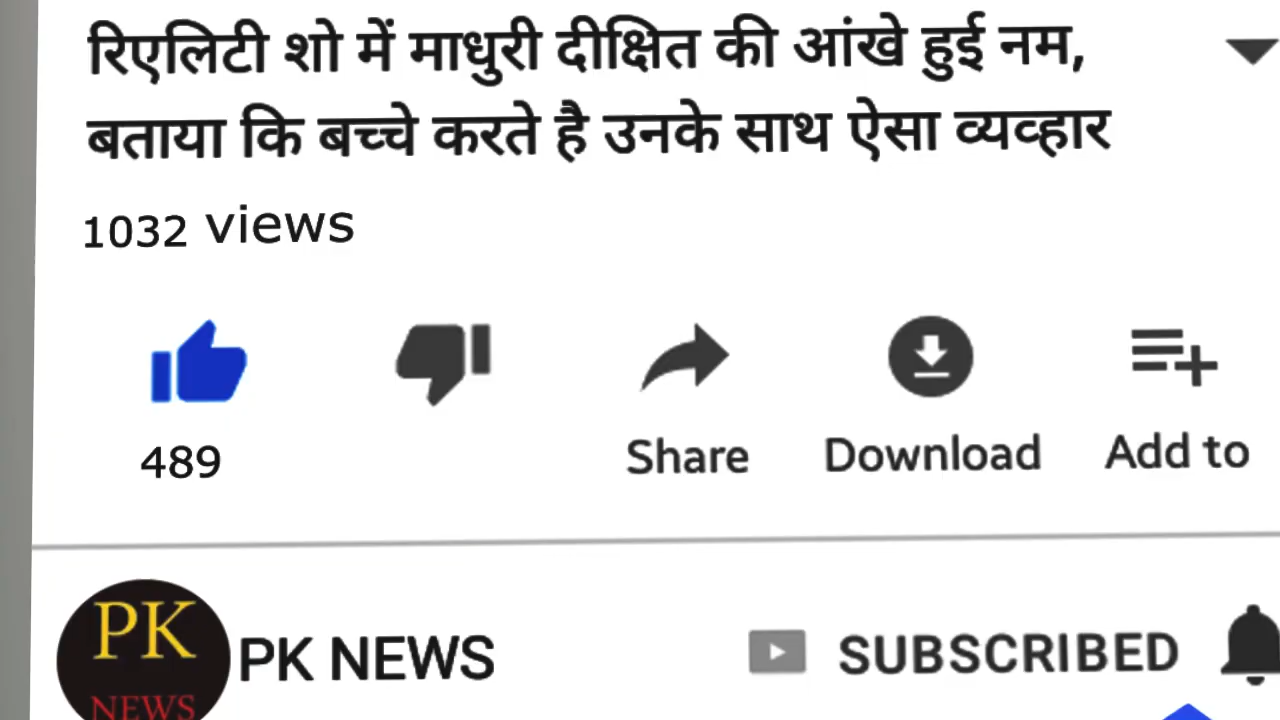 रिएलिटी शो में माधुरी दीक्षित की आंखे हुई नम,
बताया कि बच्चे करते है उनके साथ ऐसा व्यव्हार
1032 views
489
Share
Download
Add to
PK
NEWS
PK NEWS
SUBSCRIBED